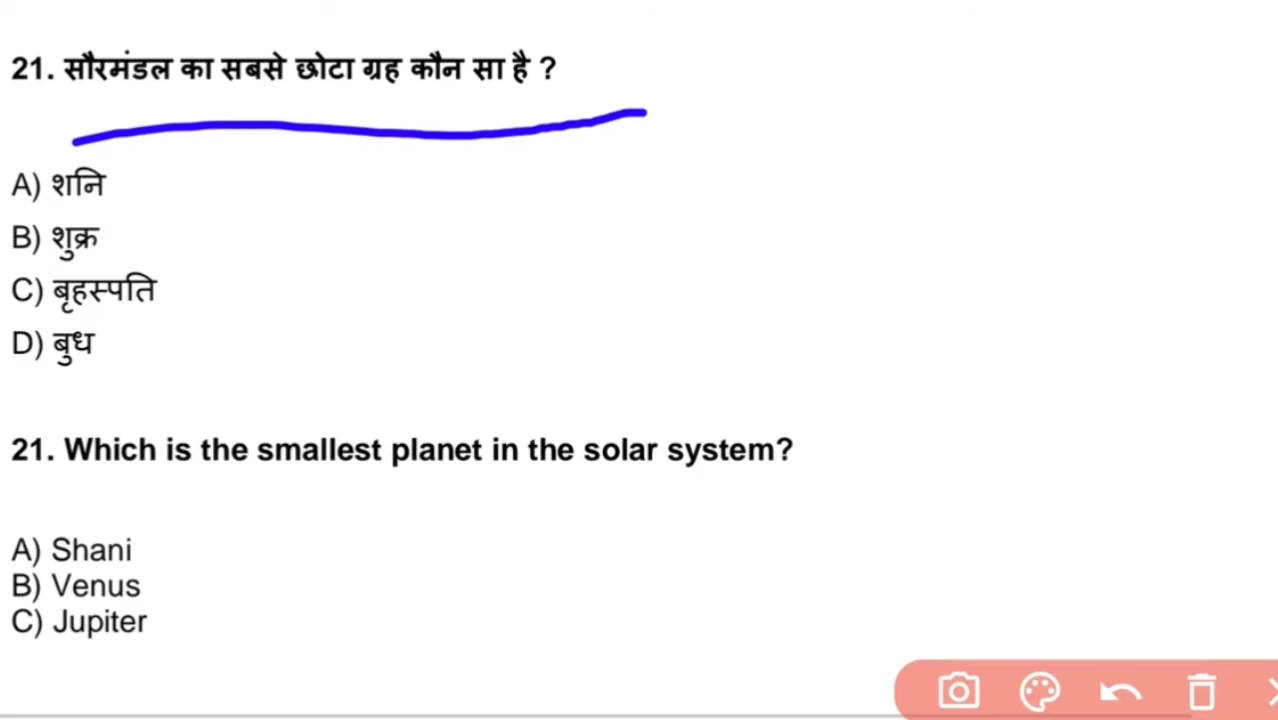 21. सौरमंडल का सबसे छोटा ग्रह कौन सा है ?
A) शनि
B) शुक्र
C) बृहस्पति
D) बुध
21. Which is the smallest planet in the solar system?
A) Shani
B) Venus
C) Jupiter